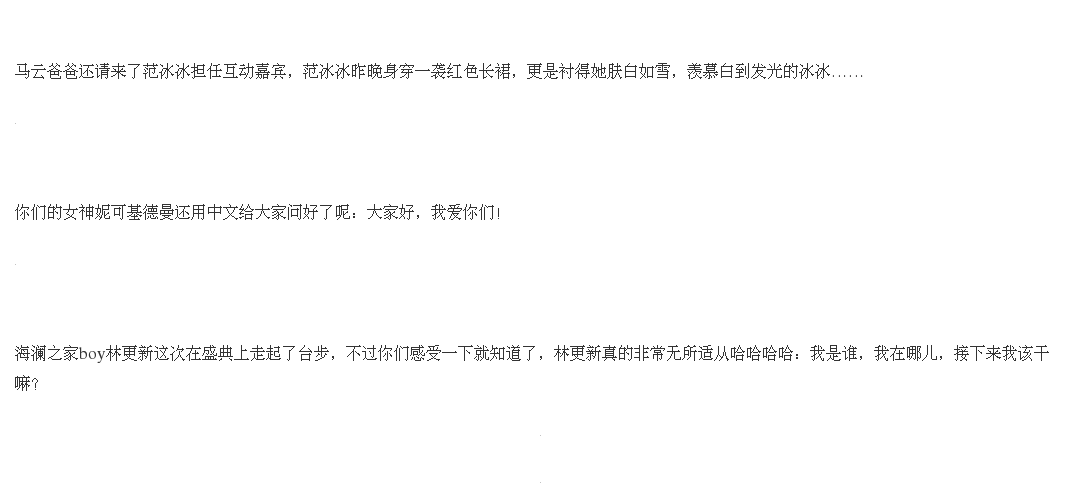 马云爸爸还请来了范冰冰担任互动嘉宾，范冰冰昨晚身穿一袭红色长裙，更是衬得她肤白如雪，羡慕白到发光的冰冰……
你们的女神妮可基德曼还用中文给大家问好了呢：大家好，我爱你们！
海澜之家boy林更新这次在盛典上走起了台步，不过你们感受一下就知道了，林更新真的非常无所适从哈哈哈哈：我是谁，我在哪儿，接下来我该干
嘛？